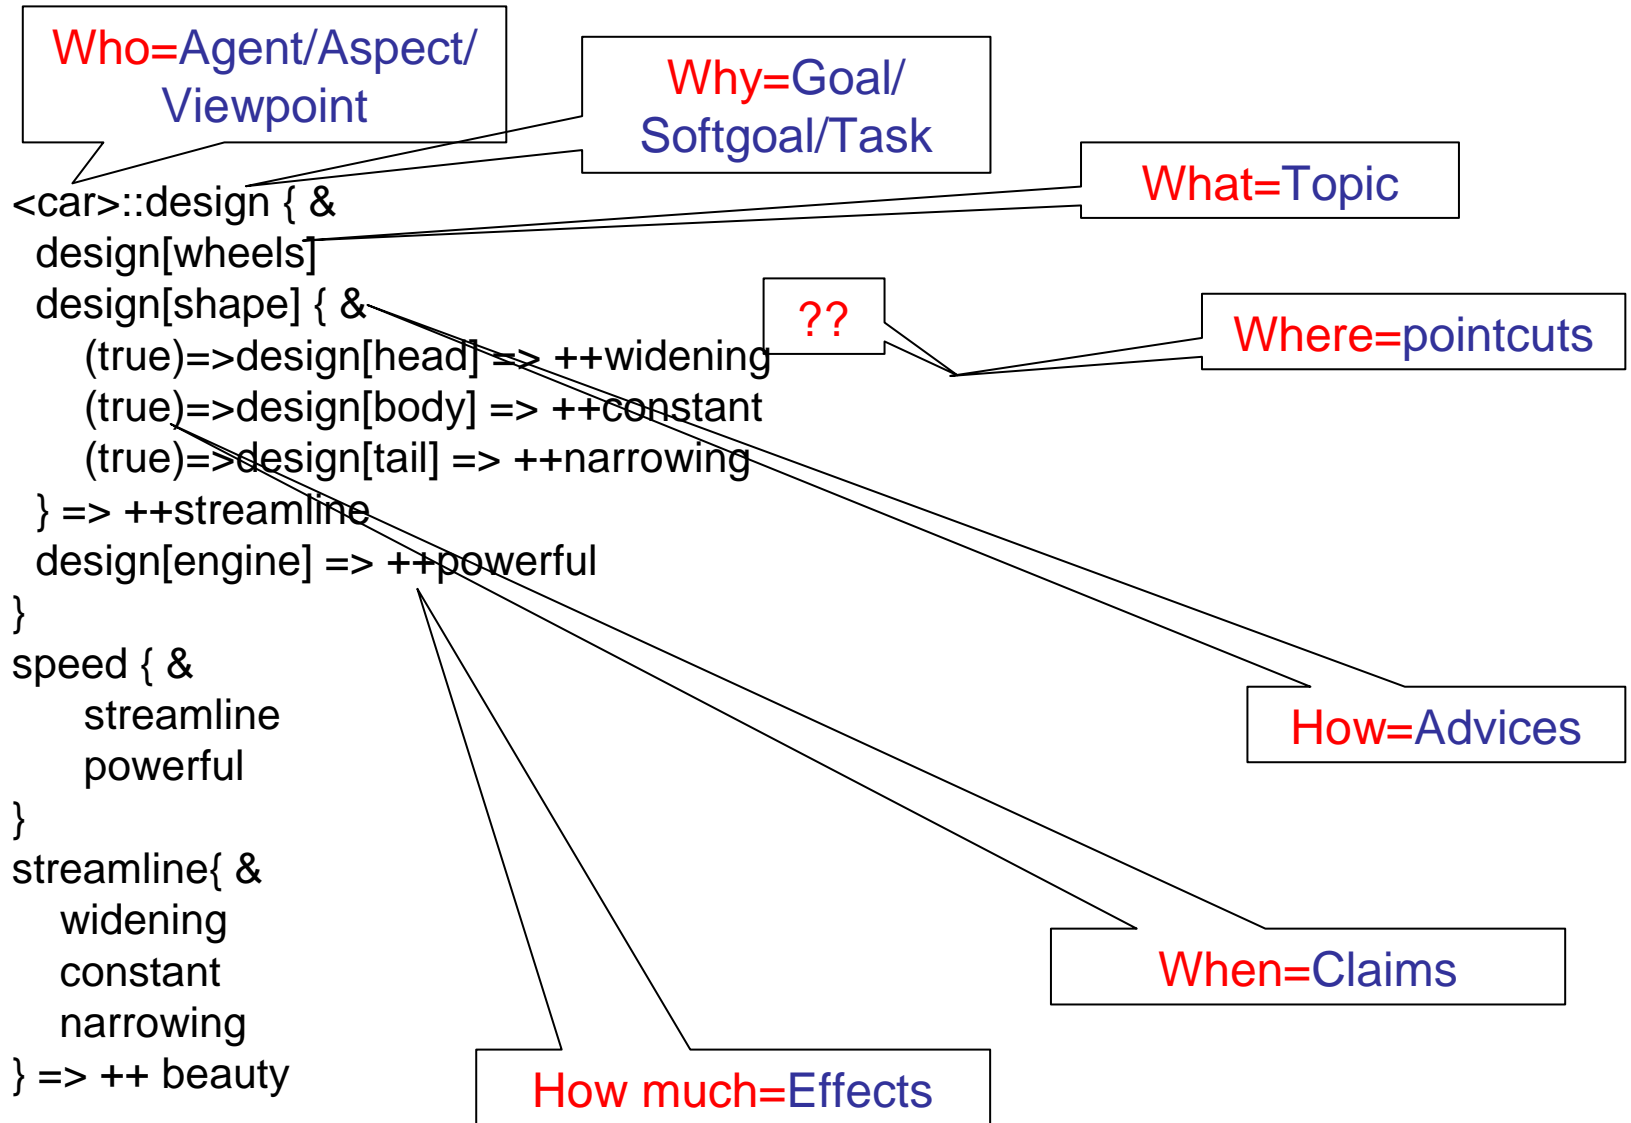 Who=Agent/Aspect/
Viewpoint
Why=Goal/
Softgoal/Task
What=Topic
<car>::design { &
design[wheels]
design[shape] { &
??
Where=pointcuts
(true)=>design[head] => ++widening
(true)=>design[body] => ++constant
(true)=>design[tail] => ++narrowing
} => ++streamline
design[engine] => ++powerful
}
speed { &
streamline
powerful
}
How=Advices
streamline{ &
widening
constant
narrowing
} => ++ beauty
When=Claims
How much=Effects